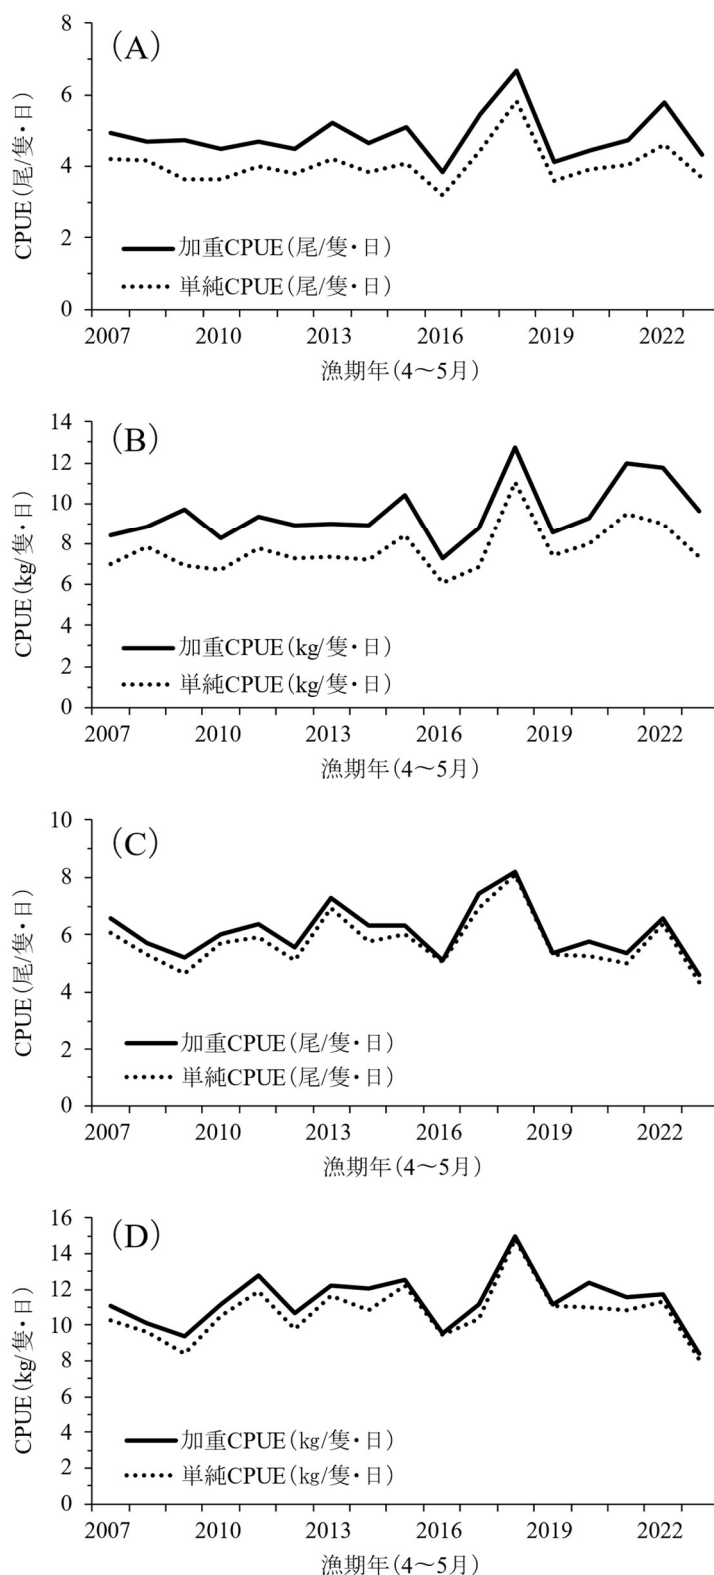 (A)
8
6
4
2
0
CPUE(尾/隻・日)
加重CPUE(尾/隻・日)
単純CPUE(尾/隻・日)
2007 2010 2013 2016 2019 2022
漁期年(4～5月)
(B)
14
12
10
8
6
4
2
0
CPUE(kg/隻・日)
加重CPUE(kg/隻・日)
単純CPUE(kg/隻・日)
2007 2010 2013 2016 2019 2022
漁期年(4～5月)
(C)
10
8
6
4
2
0
CPUE(尾/隻・日)
加重CPUE(尾/隻・日)
単純CPUE(尾/隻・日)
2007 2010 2013 2016 2019 2022
漁期年(4～5月)
(D)
16
14
12
10
8
6
4
2
0
CPUE(kg/隻・日)
加重CPUE(㎏/隻・日)
単純CPUE(㎏/隻・日)
2007 2010 2013 2016 2019 2022
漁期年(4～5月)